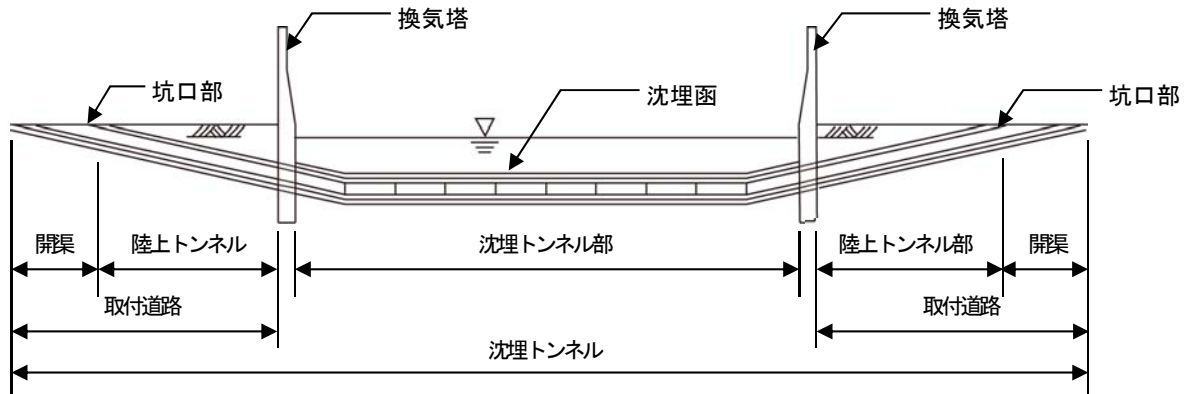 換気塔
換気塔
坑口部
沈埋函
坑口部
開渠
陸上トンネル
沈埋トンネル部
陸上トンネル部
開渠
取付道路
取付道路
沈埋トンネル